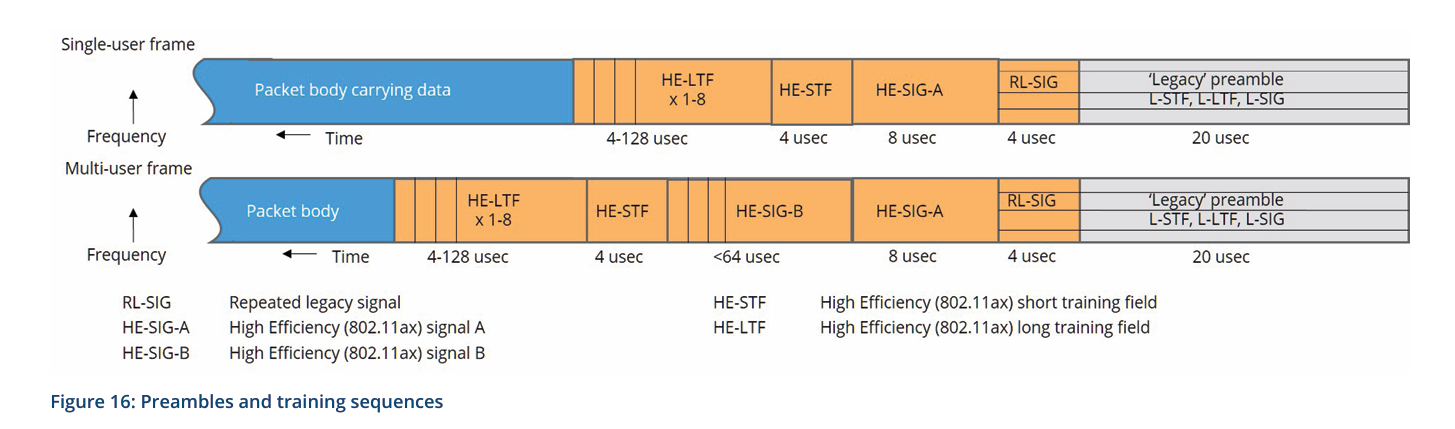 Single-user frame
Packet body carrying data
HE-LTF
x 1-8
HE-STF
HE-SIG-A
RL-SIG
'Legacy' preamble
L-STF, L-LTF, L-SIG
Frequency
Time
4-128 usec
4 usec
8 usec
4 usec
20 usec
Multi-user frame
Packet body
HE-LTF
x 1-8
HE-STF
HE-SIG-B
HE-SIG-A
RL-SIG
'Legacy' preamble
L-STF, L-LTF, L-SIG
Frequency
Time
4-128 usec
4 usec
<64 usec
8 usec
4 usec
20 usec
RL-SIG Repeated legacy signal
HE-SIG-A High Efficiency (802.11ax) signal A
HE-SIG-B High Efficiency (802.11ax) signal B
HE-STF High Efficiency (802.11ax) short training field
HE-LTF High Efficiency (802.11ax) long training field
Figure 16: Preambles and training sequences